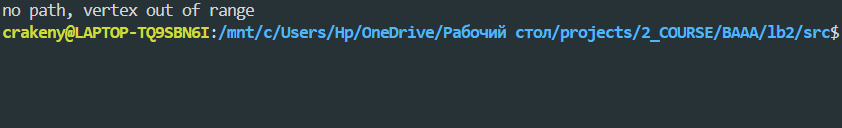 no path, vertex out of range
crakeny@LAPTOP-TQ9SBN6I:/mnt/c/Users/Hp/OneDrive/Рабочий стол/projects/2_COURSE/BAAA/lb2/src$